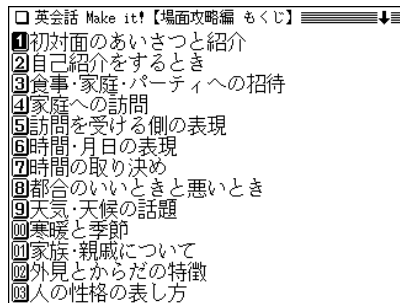 □ 英会話 Make it! 【場面攻略編 もくじ】
1初対面のあいさつと紹介
2自己紹介をするとき
3食事･家庭･パーティへの招待
4家庭への訪問
5訪問を受ける側の表現
6時間･月日の表現
7時間の取り決め
8都合のいいときと悪いとき
9天気･天候の話題
00寒暖と季節
01家族･親戚について
02外見とからだの特徴
03人の性格の表し方